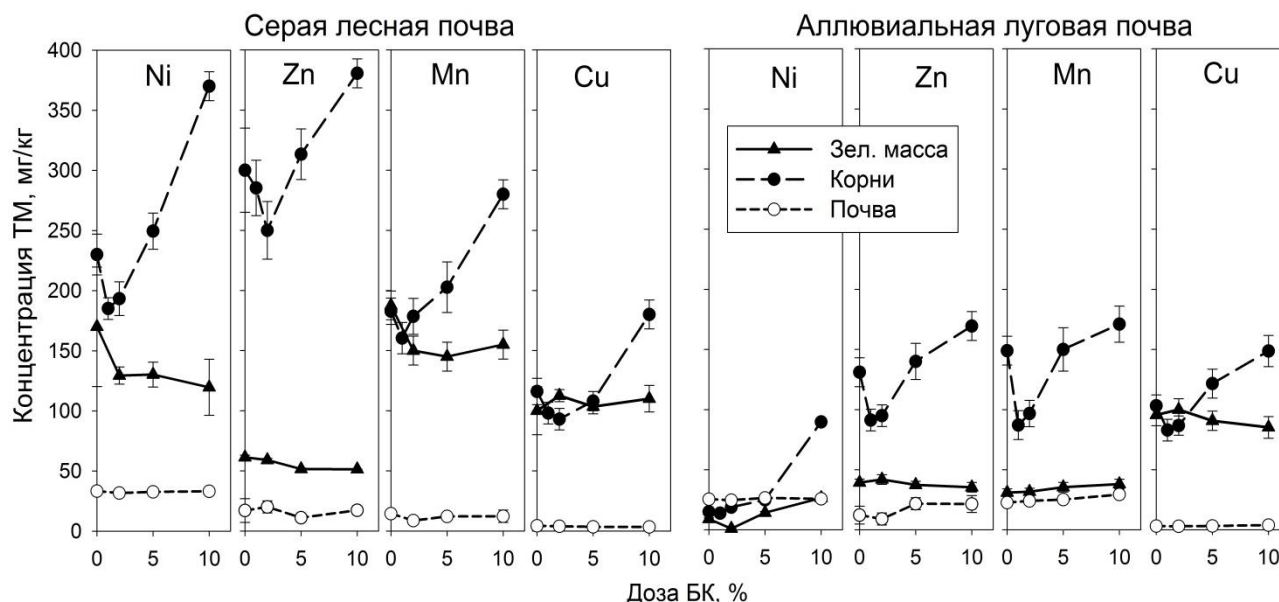 Серая лесная почва
Аллювиальная луговая почва
Концентрация ТМ, мг/кг
400
350
300
250
200
150
100
50
0
Ni
Zn
Mn
Cu
Ni
Zn
Mn
Cu
Зел. масса
Корни
Почва
0 5 10
0 5 10
0 5 10
0 5 10
0 5 10
0 5 10
0 5 10
0 5 10
Доза БК, %